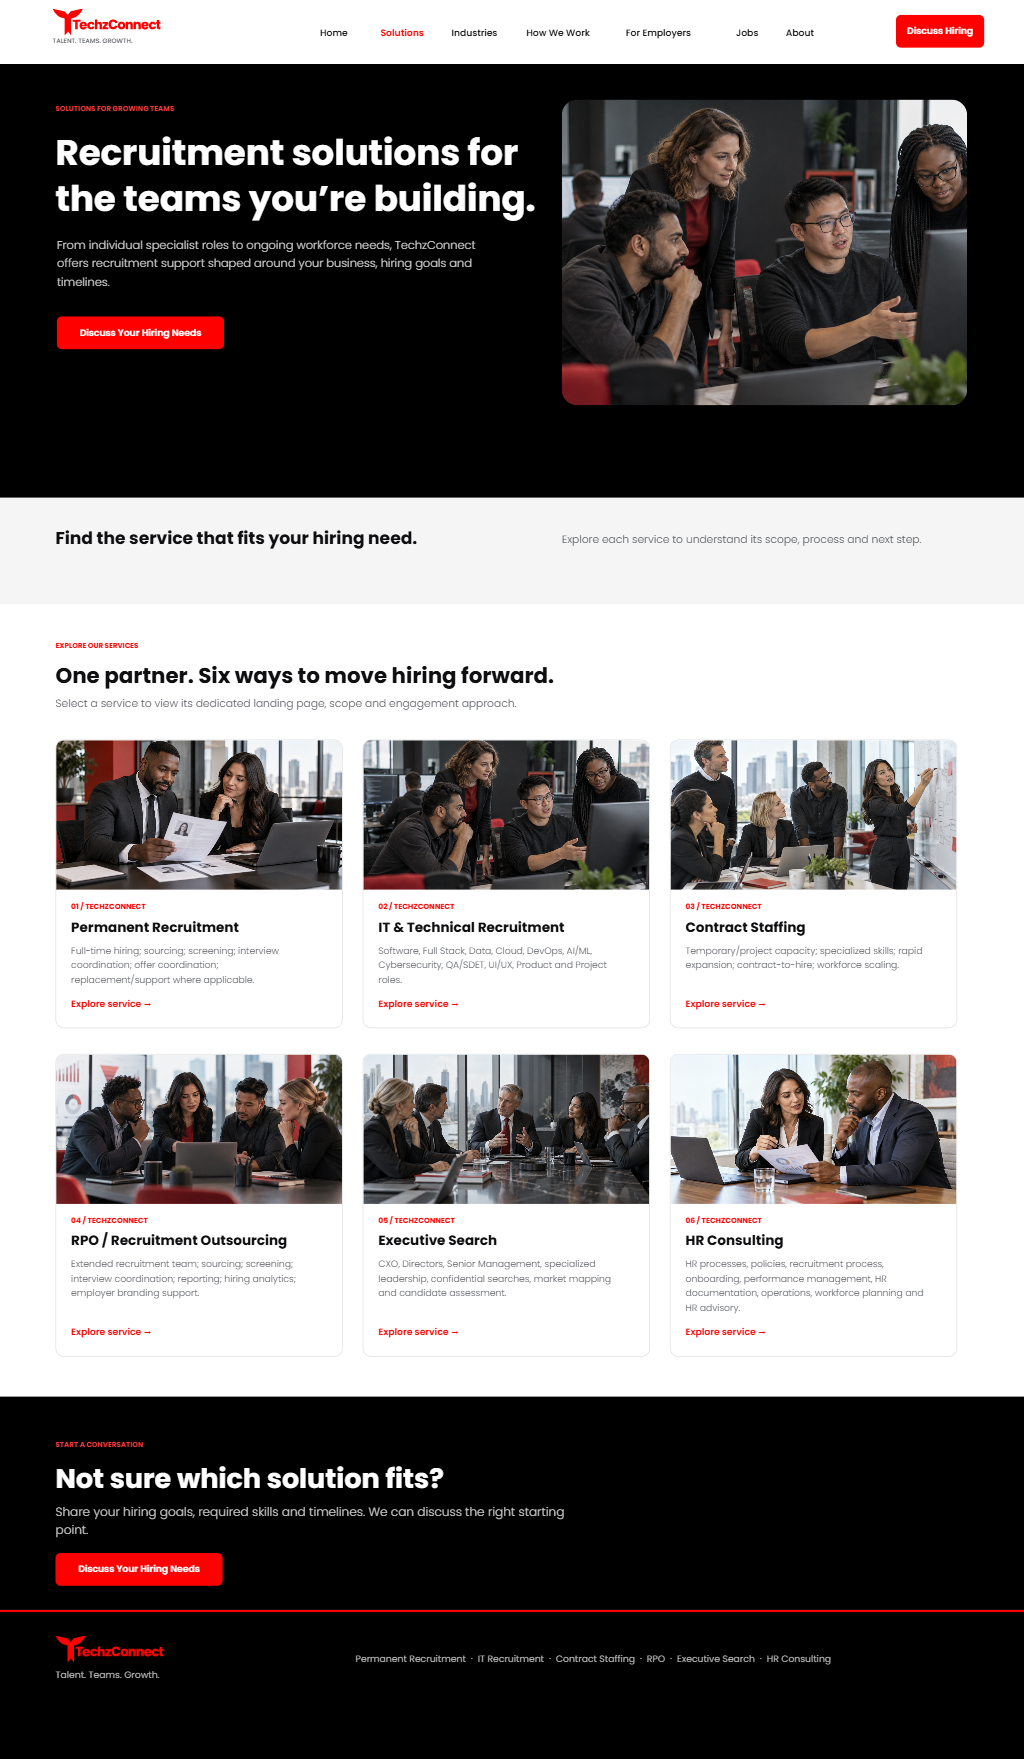 TechzConnect
TALENT. TEAMS. GROWTH.
Home
Solutions
Industries
How We Work
For Employers
Jobs
About
Discuss Hiring
SOLUTIONS FOR GROWING TEAMS
Recruitment solutions for
the teams you’re building.
From individual specialist roles to ongoing workforce needs, TechzConnect
offers recruitment support shaped around your business, hiring goals and
timelines.
Discuss Your Hiring Needs
Find the service that fits your hiring need.
Explore each service to understand its scope, process and next step.
EXPLORE OUR SERVICES
One partner. Six ways to move hiring forward.
Select a service to view its dedicated landing page, scope and engagement approach.
01 / TECHZCONNECT
Permanent Recruitment
Full-time hiring; sourcing; screening; interview
coordination; offer coordination;
replacement/support where applicable.
Explore service →
02 / TECHZCONNECT
IT & Technical Recruitment
Software, Full Stack, Data, Cloud, DevOps, AI/ML,
Cybersecurity, QA/SDET, UI/UX, Product and Project
roles.
Explore service →
03 / TECHZCONNECT
Contract Staffing
Temporary/project capacity; specialized skills; rapid
expansion; contract-to-hire; workforce scaling.
Explore service →
04 / TECHZCONNECT
RPO / Recruitment Outsourcing
Extended recruitment team; sourcing; screening;
interview coordination; reporting; hiring analytics;
employer branding support.
Explore service →
05 / TECHZCONNECT
Executive Search
CXO, Directors, Senior Management, specialized
leadership, confidential searches, market mapping
and candidate assessment.
Explore service →
06 / TECHZCONNECT
HR Consulting
HR processes, policies, recruitment process,
onboarding, performance management, HR
documentation, operations, workforce planning and
HR advisory.
Explore service →
START A CONVERSATION
Not sure which solution fits?
Share your hiring goals, required skills and timelines. We can discuss the right starting
point.
Discuss Your Hiring Needs
TechzConnect
Talent. Teams. Growth.
Permanent Recruitment · IT Recruitment · Contract Staffing · RPO · Executive Search · HR Consulting